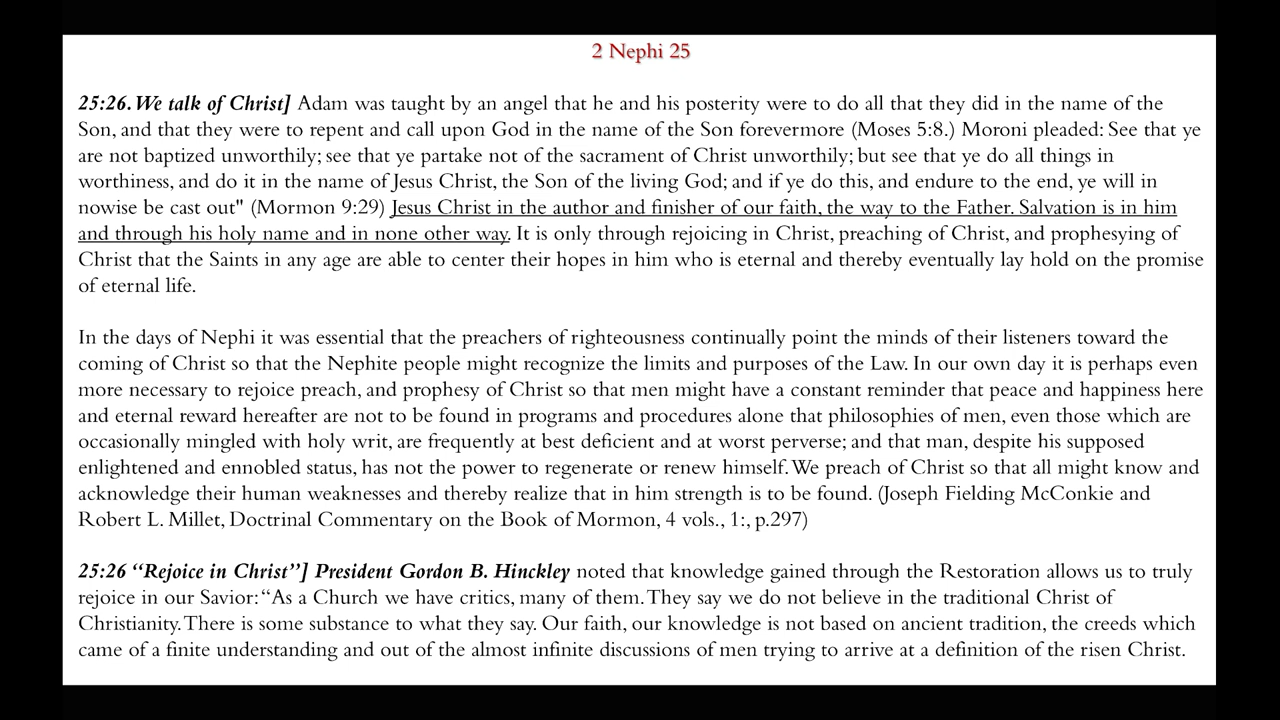 2 Nephi 25
25:26. We talk of Christ] Adam was taught by an angel that he and his posterity were to do all that they did in the name of the
Son, and that they were to repent and call upon God in the name of the Son forevermore (Moses 5:8.) Moroni pleaded: See that ye
are not baptized unworthily; see that ye partake not of the sacrament of Christ unworthily; but see that ye do all things in
worthiness, and do it in the name of Jesus Christ, the Son of the living God; and if ye do this, and endure to the end, ye will in
nowise be cast out" (Mormon 9:29) Jesus Christ in the author and finisher of our faith, the way to the Father. Salvation is in him
and through his holy name and in none other way. It is only through rejoicing in Christ, preaching of Christ, and prophesying of
Christ that the Saints in any age are able to center their hopes in him who is eternal and thereby eventually lay hold on the promise
of eternal life.
In the days of Nephi it was essential that the preachers of righteousness continually point the minds of their listeners toward the
coming of Christ so that the Nephite people might recognize the limits and purposes of the Law. In our own day it is perhaps even
more necessary to rejoice preach, and prophesy of Christ so that men might have a constant reminder that peace and happiness here
and eternal reward hereafter are not to be found in programs and procedures alone that philosophies of men, even those which are
occasionally mingled with holy writ, are frequently at best deficient and at worst perverse; and that man, despite his supposed
enlightened and ennobled status, has not the power to regenerate or renew himself. We preach of Christ so that all might know and
acknowledge their human weaknesses and thereby realize that in him strength is to be found. (Joseph Fielding McConkie and
Robert L. Millet, Doctrinal Commentary on the Book of Mormon, 4 vols., 1:, p.297)
25:26 “Rejoice in Christ”] President Gordon B. Hinckley noted that knowledge gained through the Restoration allows us to truly
rejoice in our Savior: “As a Church we have critics, many of them. They say we do not believe in the traditional Christ of
Christianity. There is some substance to what they say. Our faith, our knowledge is not based on ancient tradition, the creeds which
came of a finite understanding and out of the almost infinite discussions of men trying to arrive at a definition of the risen Christ.